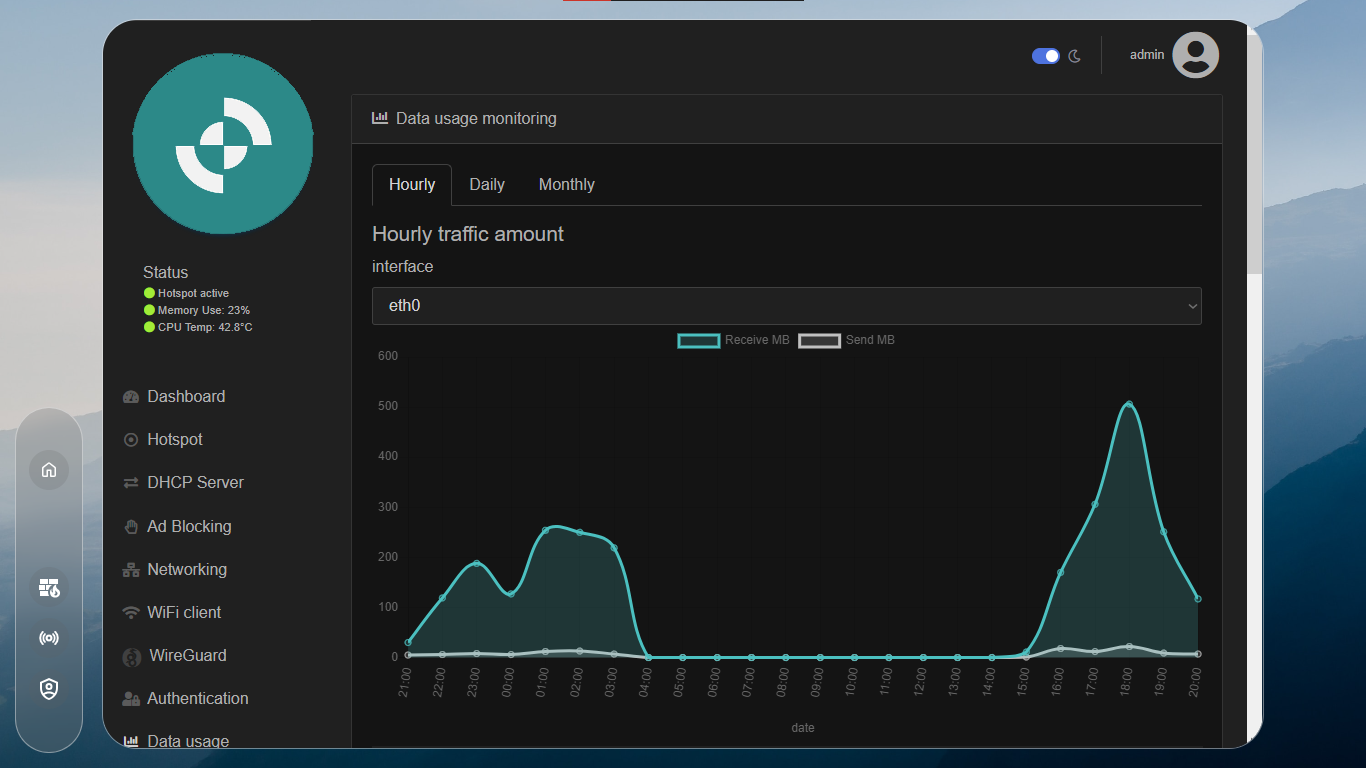 admin
Data usage monitoring
Hourly Daily Monthly
Hourly traffic amount
interface
eth0
Receive MB Send MB
600
500
400
300
200
100
0
21:00 22:00 23:00 00:00 01:00 02:00 03:00 04:00 05:00 06:00 07:00 08:00 09:00 10:00 11:00 12:00 13:00 14:00 15:00 16:00 17:00 18:00 19:00 20:00
date
Status
Hotspot active
Memory Use: 23%
CPU Temp: 42.8°C
Dashboard
Hotspot
DHCP Server
Ad Blocking
Networking
WiFi client
WireGuard
Authentication
Data usage